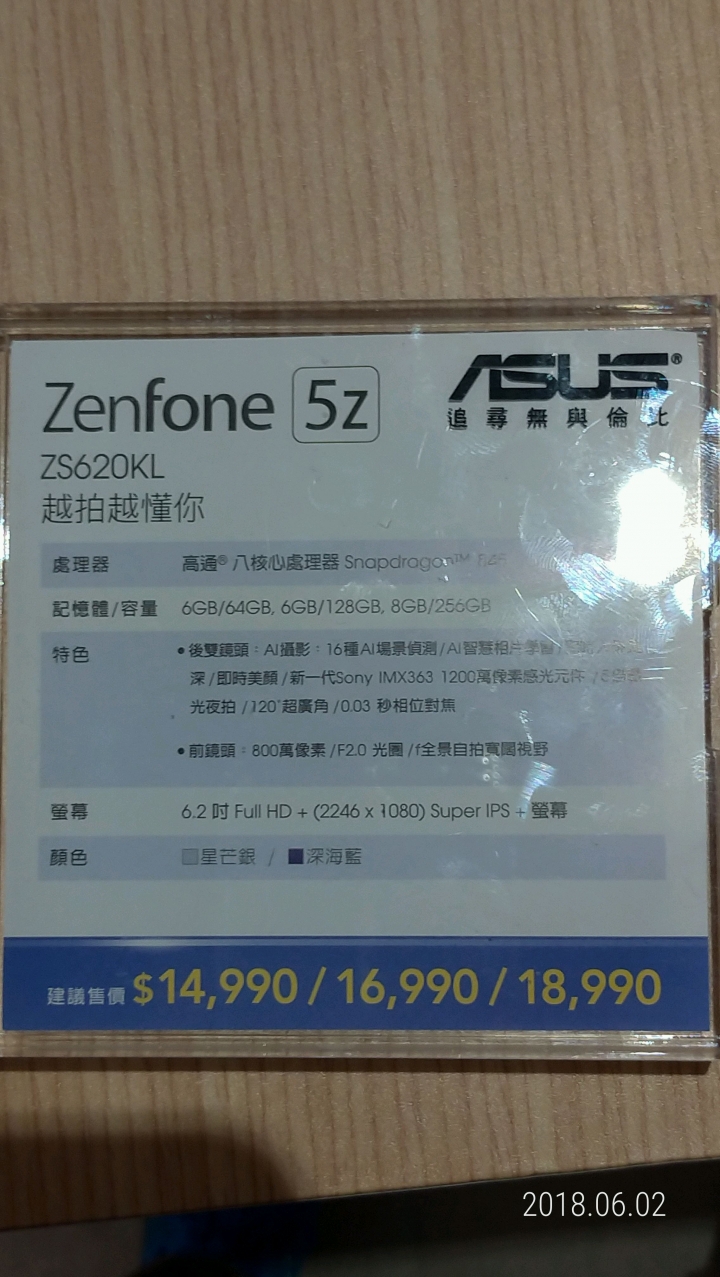 Zenfone 5z
ASUS®
追尋無與倫比
ZS620KL
越拍越懂你
處理器 高通® 八核心處理器 Snapdragon™
記憶體/容量 6GB/64GB, 6GB/128GB, 8GB/256GB
特色 •後雙鏡頭：AI攝影：16種AI場景偵測/AI智慧相片學習
深/即時美顏/新一代Sony IMX363 1200萬像素感光元件
光夜拍/120°超廣角/0.03 秒相位對焦
•前鏡頭：800萬像素/F2.0 光圈/f全景自拍寬闊視野
螢幕 6.2 吋 Full HD + (2246 x 1080) Super IPS + 螢幕
顏色 星芒銀 / 深海藍
建議售價 $14,990 / 16,990 / 18,990
2018.06.02